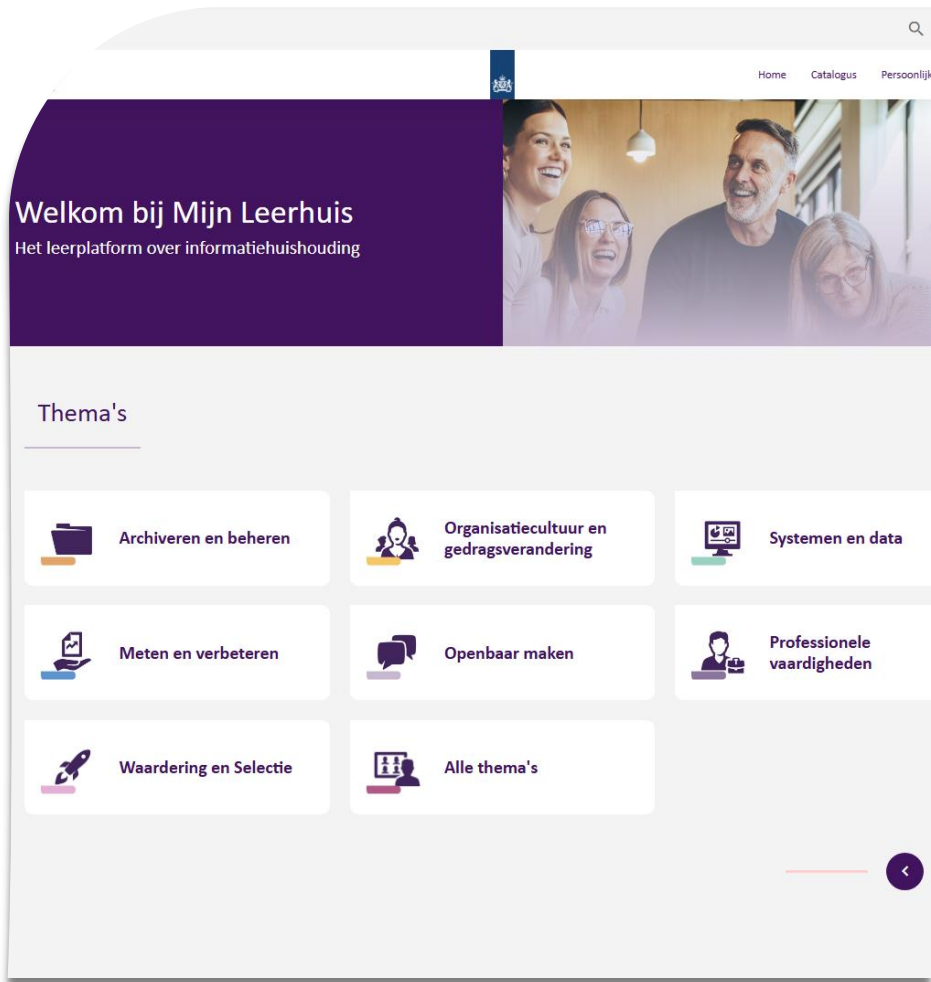 Home Catalogus Persoonlijk
Welkom bij Mijn Leerhuis
Het leerplatform over informatiehuishouding
Thema's
Archiveren en beheren
Organisatiecultuur en
gedragsverandering
Systemen en data
Meten en verbeteren
Openbaar maken
Professionele
vaardigheden
Waardering en Selectie
Alle thema's